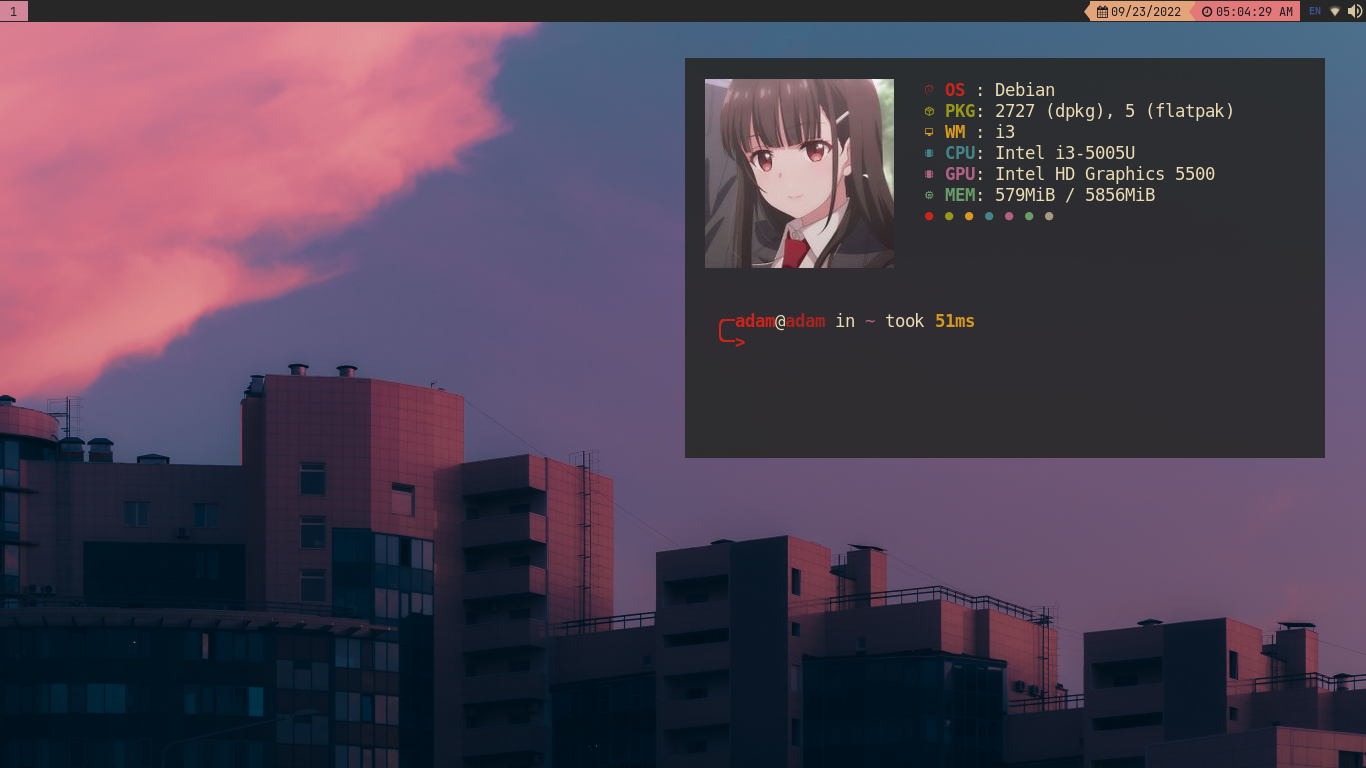 1
09/23/2022 05:04:29 AM EN
OS : Debian
PKG: 2727 (dpkg), 5 (flatpak)
WM : i3
CPU: Intel i3-5005U
GPU: Intel HD Graphics 5500
MEM: 579MiB / 5856MiB
adam@adam in ~ took 51ms
>